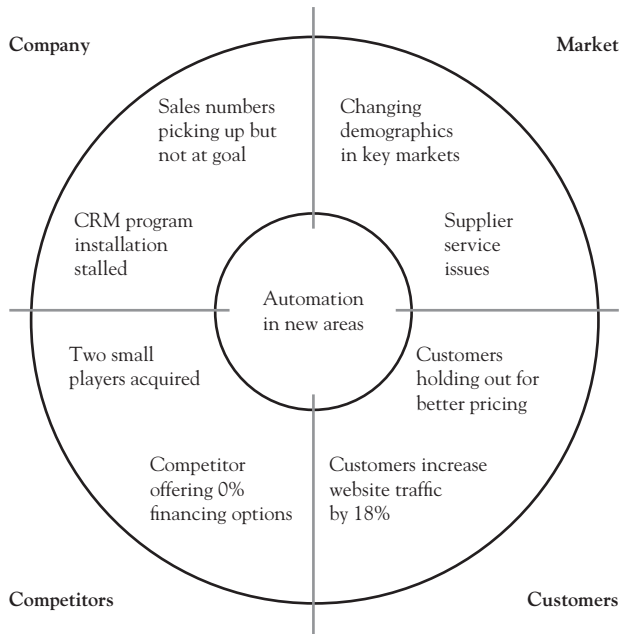 Company
Market
Sales numbers
picking up but
not at goal
Changing
demographics
in key markets
CRM program
installation
stalled
Supplier
service
issues
Automation
in new areas
Two small
players acquired
Customers
holding out for
better pricing
Competitor
offering 0%
financing options
Customers increase
website traffic
by 18%
Competitors
Customers